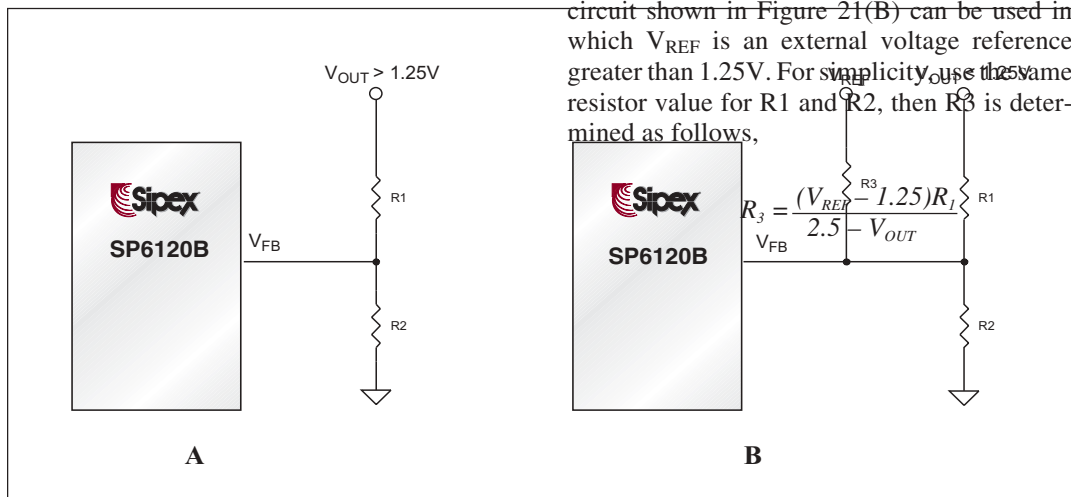 circuit shown in Figure 21(B) can be used in
which V_REF is an external voltage reference
greater than 1.25V. For simplicity, use the same
resistor value for R1 and R2, then R3 is deter-
mined as follows,
R_3 = (V_REF – 1.25)R_1 / 2.5 – V_OUT
V_OUT > 1.25V
R1
Sipex
SP6120B
V_FB
R2
A
V_REF
V_OUT < 1.25V
R3
R1
Sipex
SP6120B
V_FB
R2
B